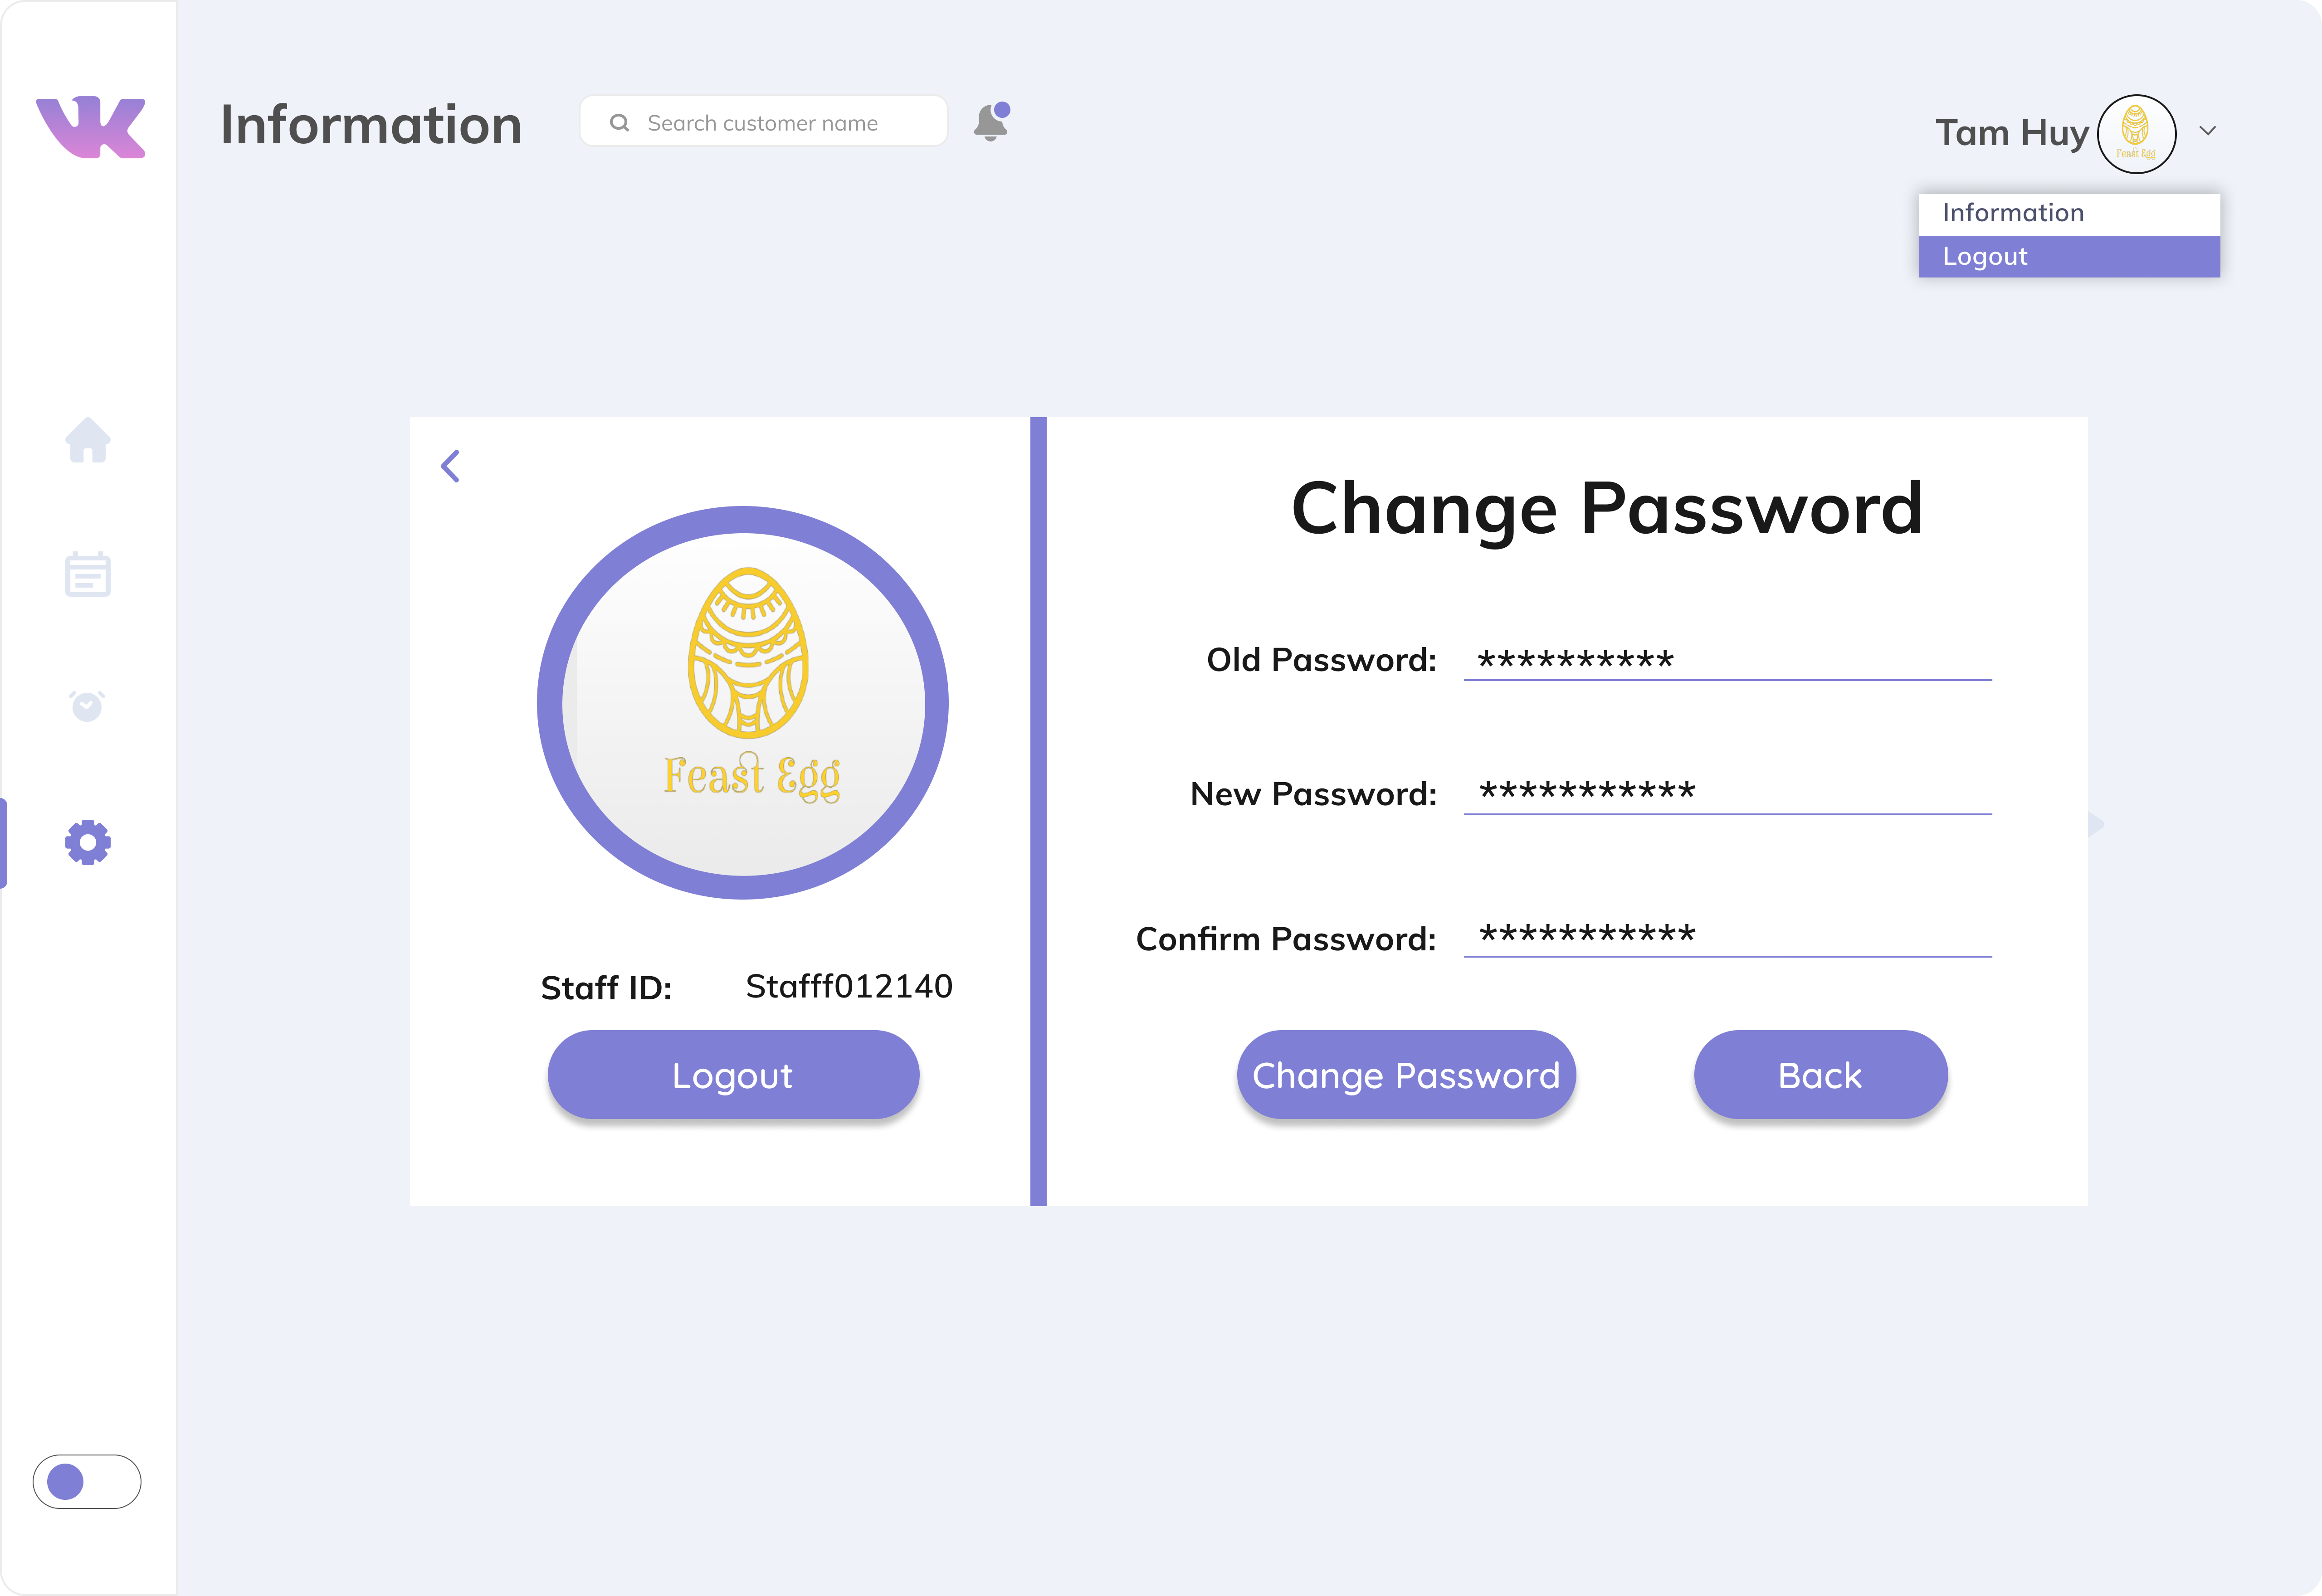 Information
Search customer name
Tam Huy
Feast Egg
Information
Logout
Feast Egg
Staff ID: Stafff012140
Logout
Change Password
Old Password: **********
New Password: ***********
Confirm Password: ***********
Change Password
Back